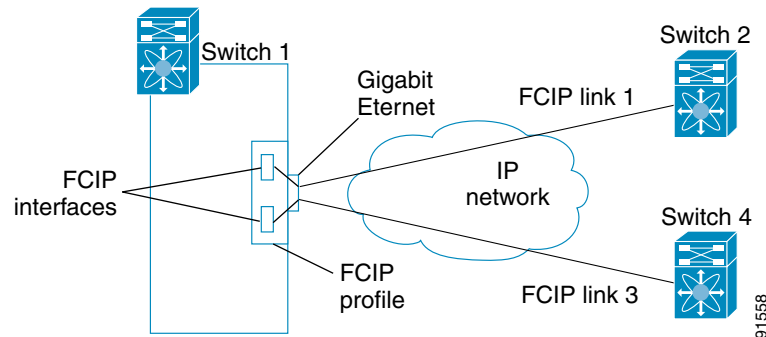 Switch 1
Switch 2
Gigabit
Eternet
FCIP link 1
FCIP
interfaces
IP
network
Switch 4
FCIP
profile
FCIP link 3
91558